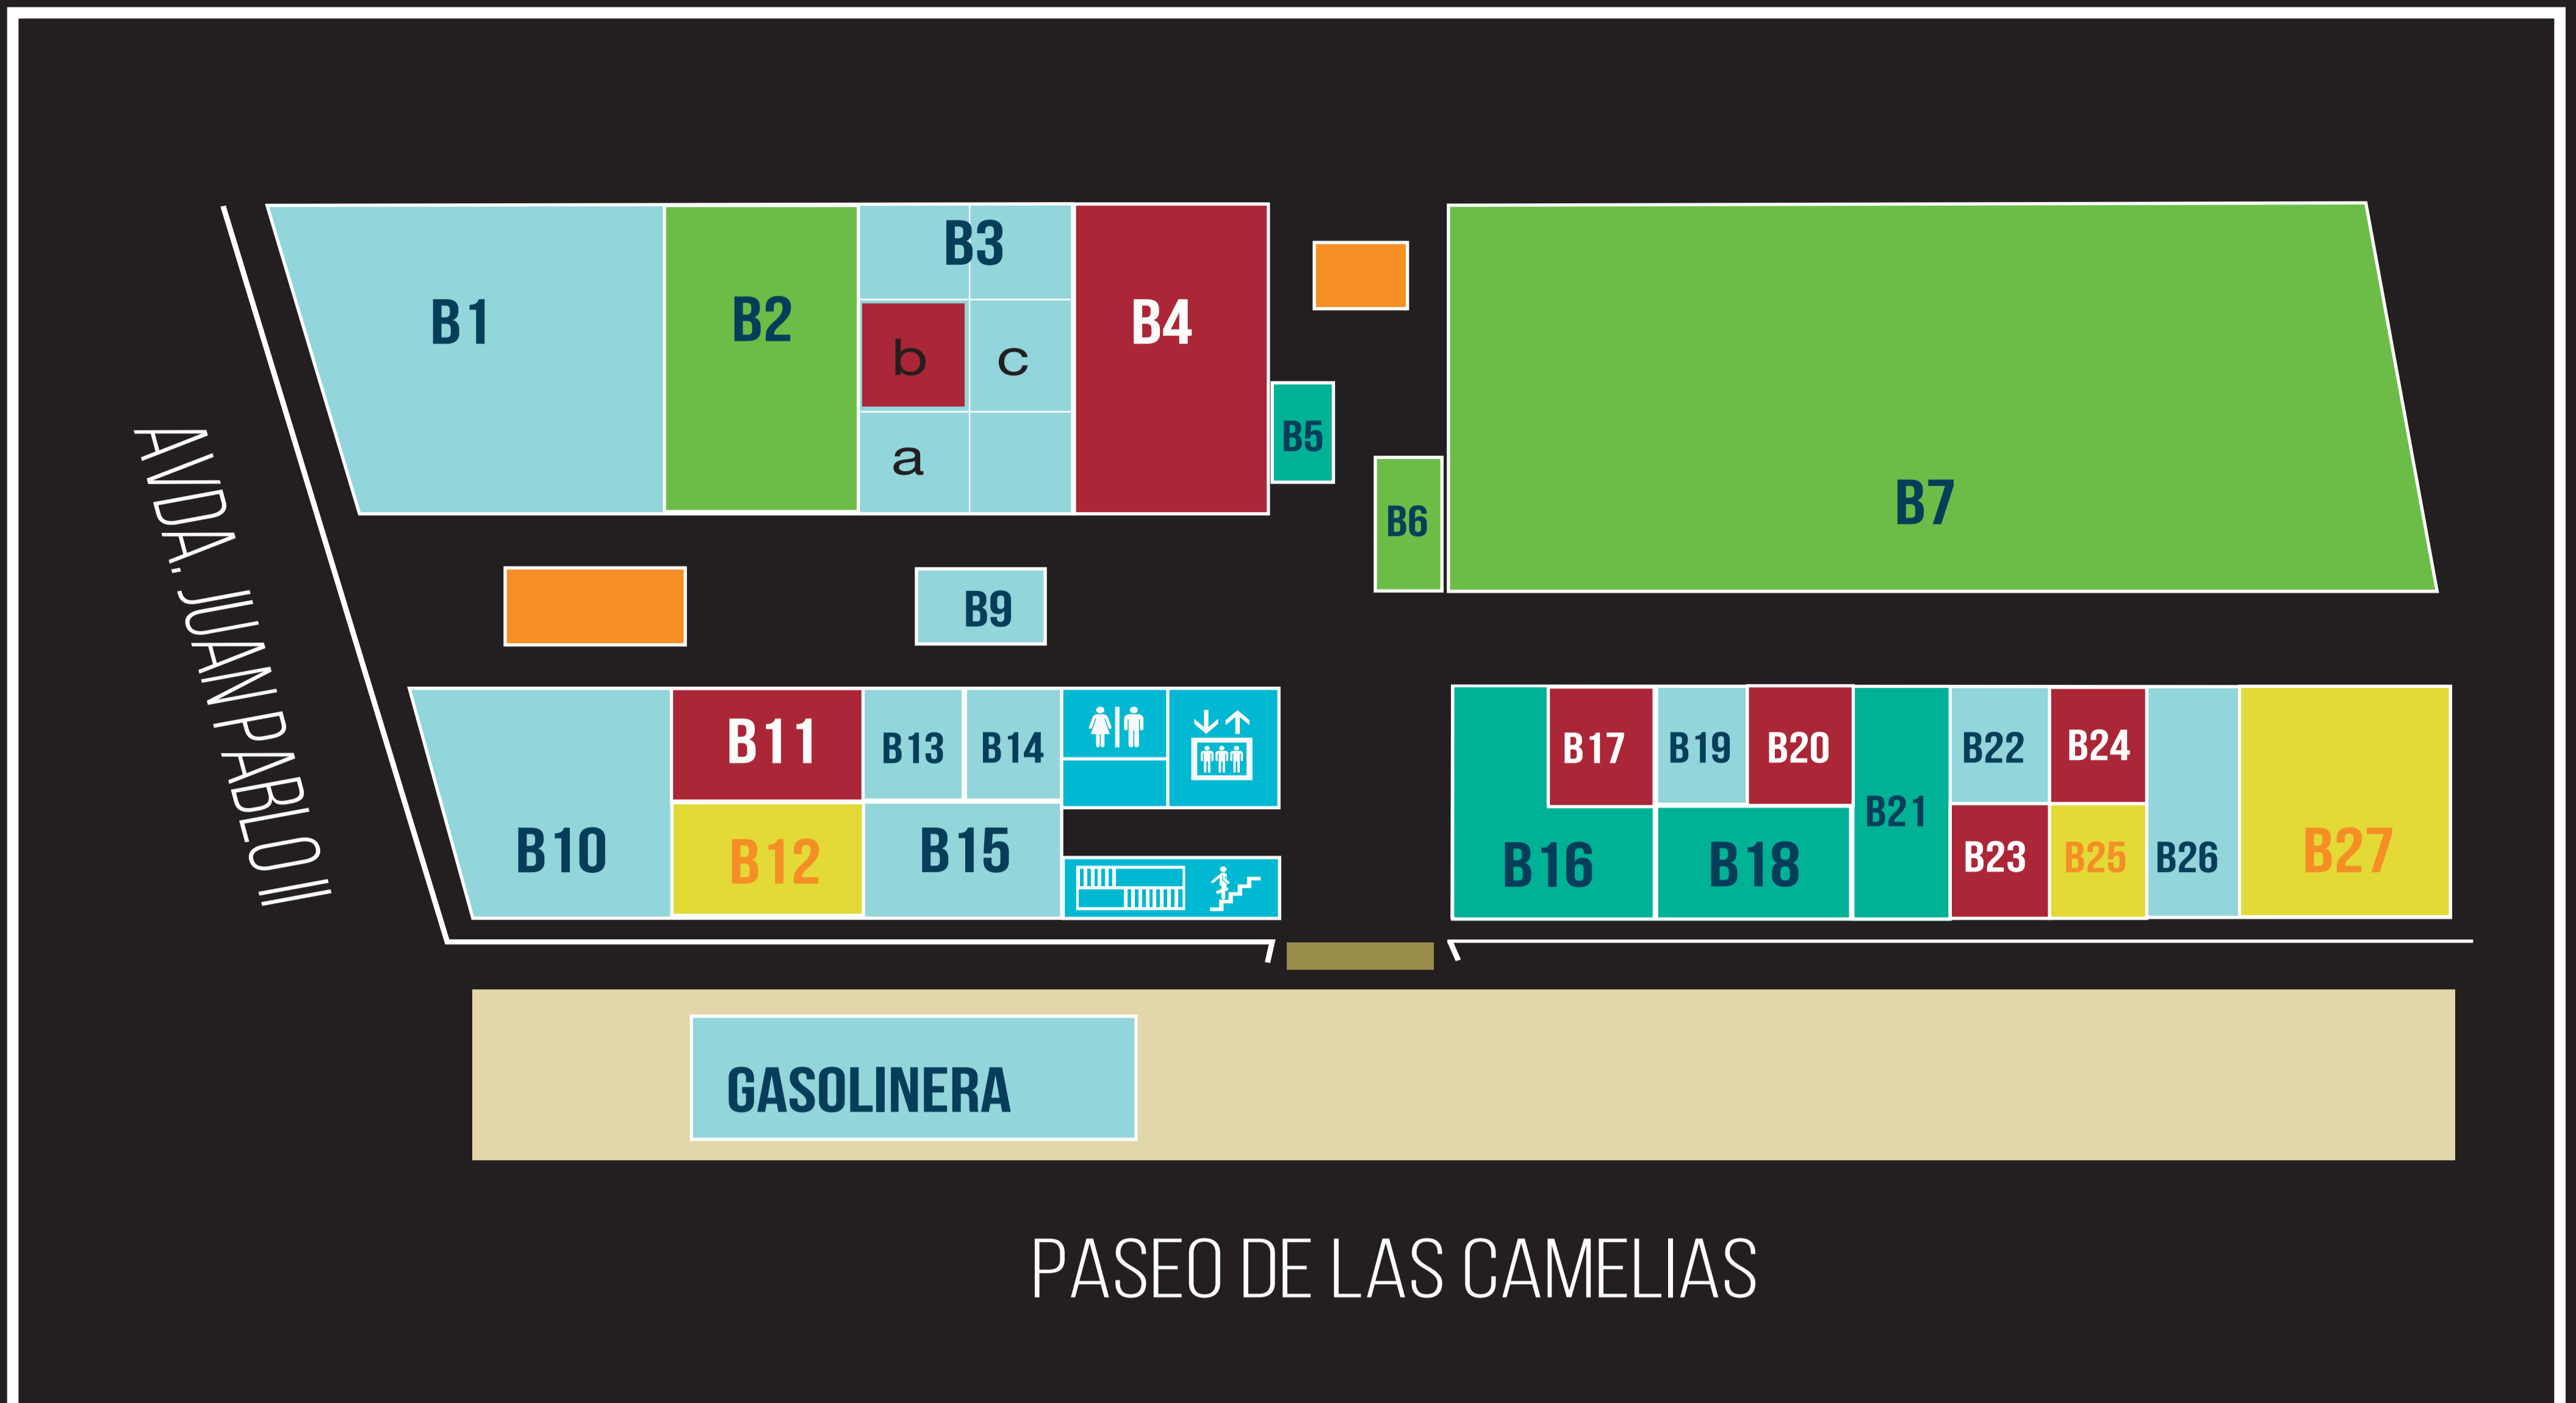 B1
B2
B3
b
c
a
B4
B5
B6
B7
AVDA. JUAN PABLO II
B9
B10
B11
B12
B13
B14
B15
B16
B17
B18
B19
B20
B21
B22
B23
B24
B25
B26
B27
GASOLINERA
PASEO DE LAS CAMELIAS